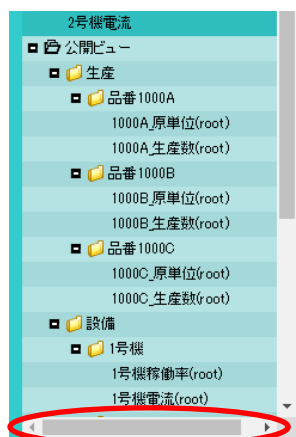 2号機電流
公開ビュー
生産
品番1000A
1000A_原単位(root)
1000A_生産数(root)
品番1000B
1000B_原単位(root)
1000B_生産数(root)
品番1000C
1000C_原単位(root)
1000C_生産数(root)
設備
1号機
1号機稼働率(root)
1号機電流(root)